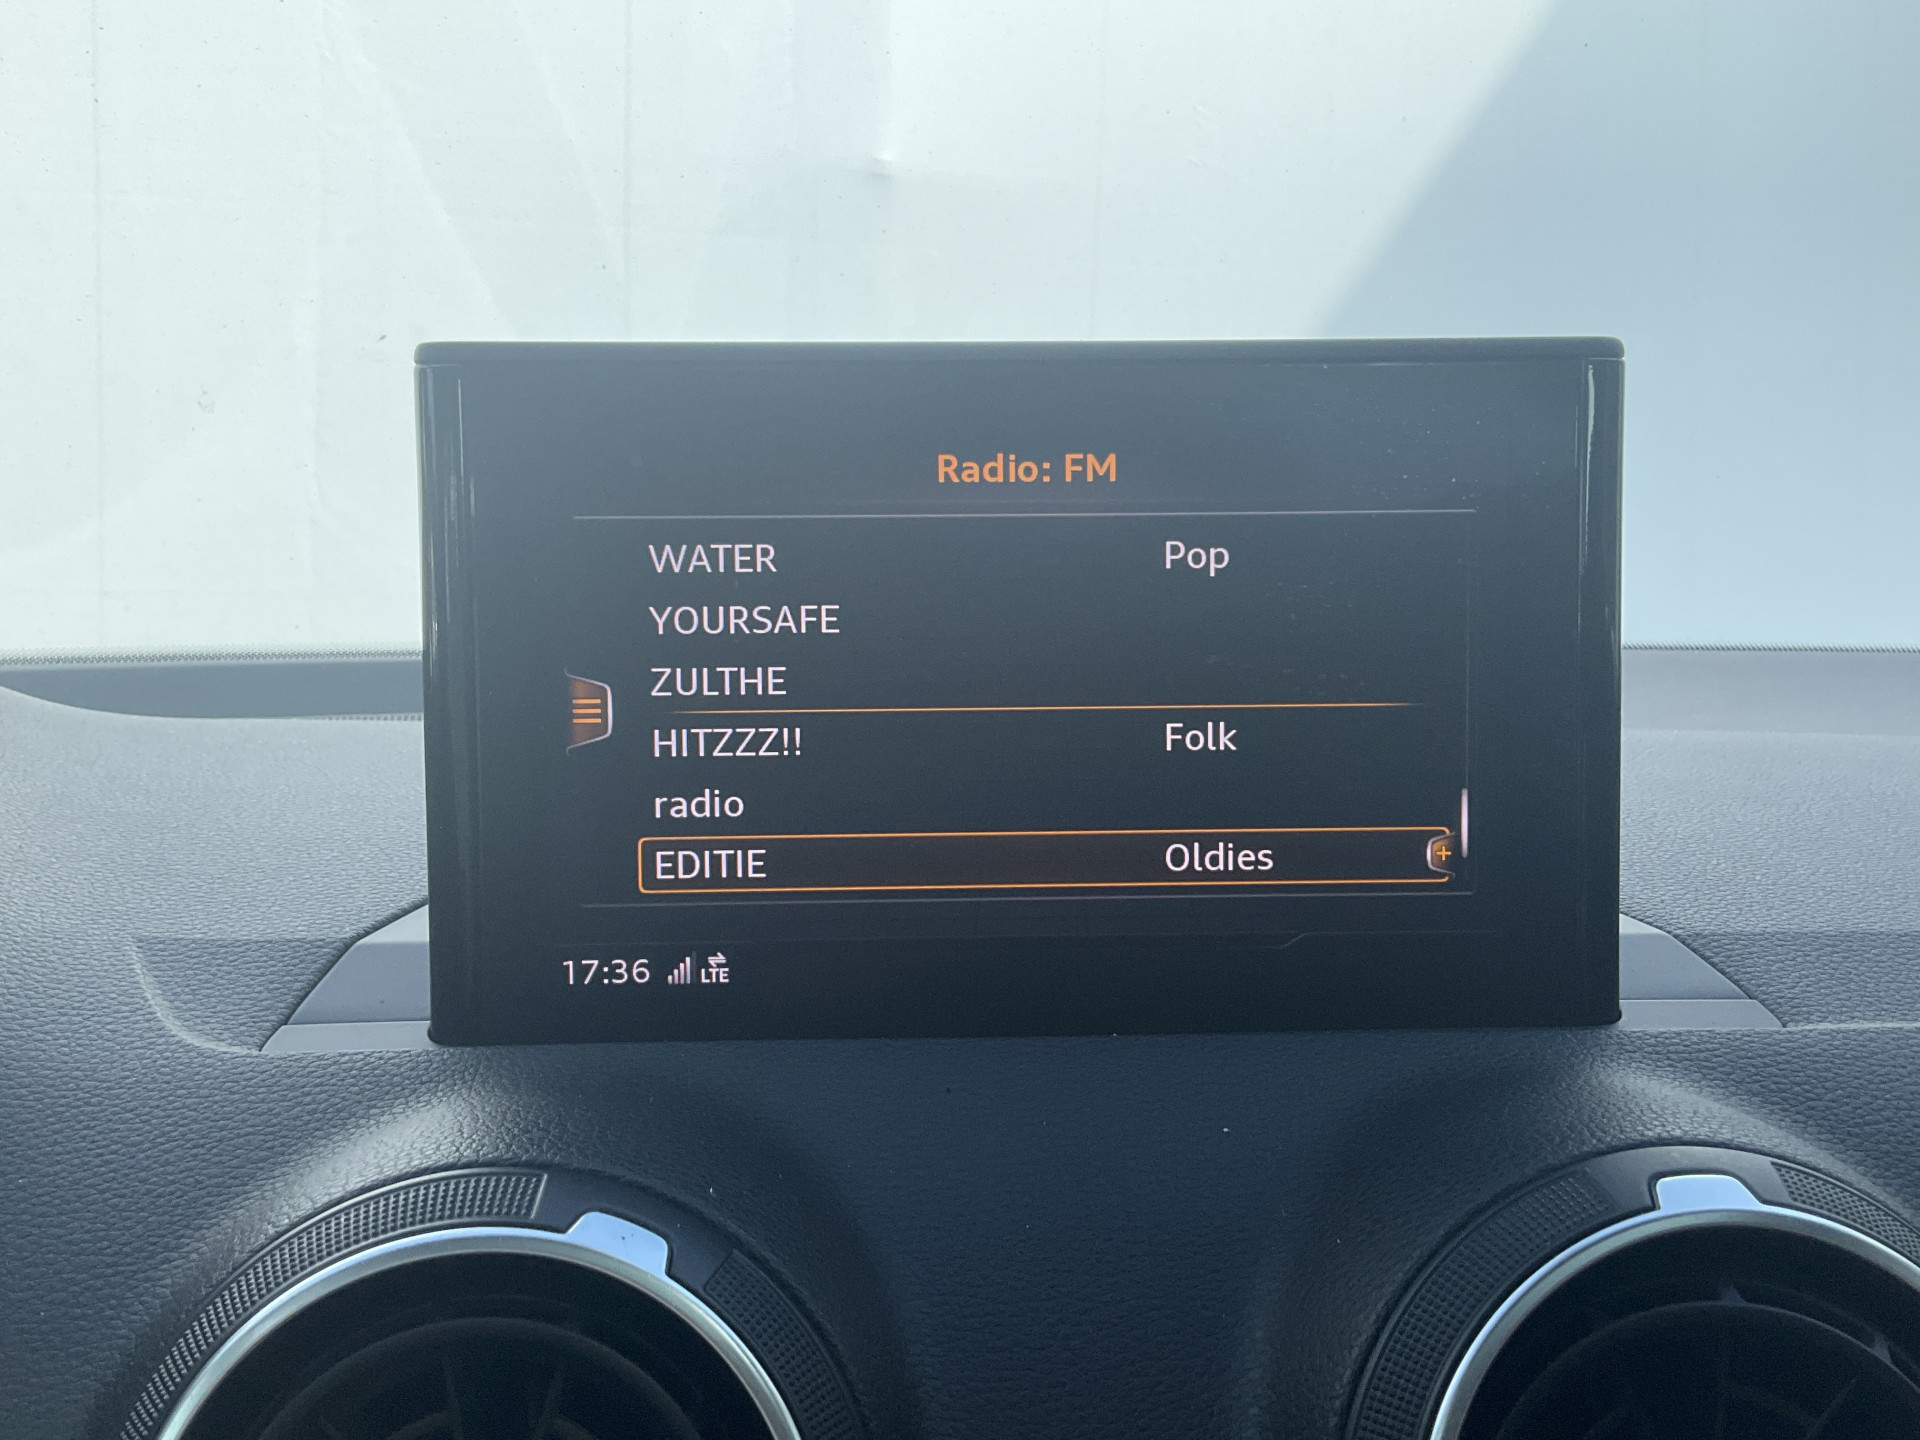 Radio: FM
WATER Pop
YOURSAFE
ZULTHE
HITZZZ!! Folk
radio
EDITIE Oldies
17:36 LTE